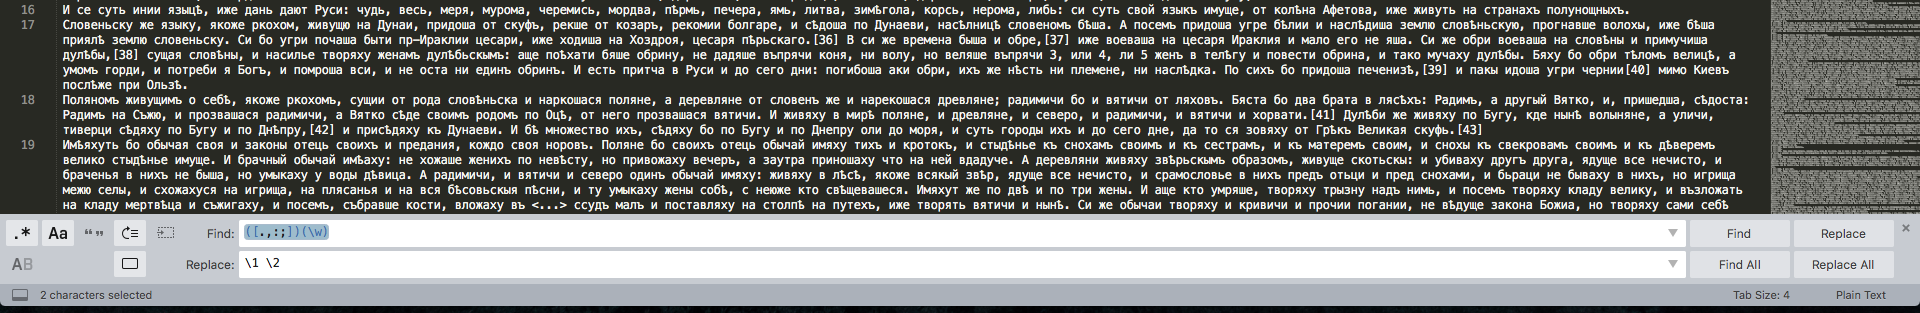 16 И се суть инии языцѣ, иже дань дают Руси: чудь, весь, меря, мурома, черемись, мордва, пѣрмь, печера, ямь, литва, зимѣгола, корсь, нерома, либь: си суть свой языкъ имуще, от колѣна Афетова, иже живуть на странахъ полунощныхъ.
17 Словеньску же языку, якоже ркохом, живущю на Дунаи, придоша от скуфъ, рекше от козаръ, рекомии болгаре, и сѣдоша по Дунаеви, насѣлницѣ словеномъ бѣша. А посемъ придоша угре бѣлии и наслѣдиша землю словѣньскую, прогнавше волохы, иже бѣша
приялѣ землю словеньску. Си бо угри почаша быти пр—Ираклии цесари, иже ходиша на Хоздроя, цесаря пѣрьскаго.[36] В си же времена быша и обре,[37] иже воеваша на цесаря Ираклия и мало его не яша. Си же обри воеваша на словѣны и примучиша
дулѣбы,[38] сущая словѣны, и насилье творяху женамъ дулѣбьскымъ: аще поѣхати бяше обрину, не дадяше въпрячи коня, ни волу, но веляше въпрячи 3, или 4, ли 5 женъ в телѣгу и повести обрина, и тако мучаху дулѣбы. Бяху бо обри тѣломъ велицѣ, а
умомъ горди, и потреби я Богъ, и помроша вси, и не оста ни единъ обринъ. И есть притча в Руси и до сего дни: погибоша аки обри, ихъ же нѣсть ни племене, ни наслѣдка. По сихъ бо придоша печенизѣ,[39] и пакы идоша угри чернии[40] мимо Киевъ
послѣже при Ользѣ.
18 Поляномъ живущимъ о себѣ, якоже ркохомъ, сущии от рода словѣньска и наркошася поляне, а деревляне от словенъ же и нарекошася древляне; радимичи бо и вятичи от ляховъ. Бяста бо два брата в лясѣхъ: Радимъ, а другый Вятко, и, пришедша, сѣдоста:
Радимъ на Съжю, и прозвашася радимичи, а Вятко сѣде своимъ родомъ по Оцѣ, от него прозвашася вятичи. И живяху в мирѣ поляне, и древляне, и северо, и радимичи, и вятичи и хорвати.[41] Дулѣби же живяху по Бугу, кде нынѣ волыняне, а уличи,
тиверци сѣдяху по Бугу и по Днѣпру,[42] и присѣдяху къ Дунаеви. И бѣ множество ихъ, сѣдяху бо по Бугу и по Днепру оли до моря, и суть городы ихъ и до сего дне, да то ся зовяху от Грѣкъ Великая скуфь.[43]
19 Имѣяхуть бо обычая своя и законы отець своихъ и предания, кождо своя норовъ. Поляне бо своихъ отець обычай имяху тихъ и кротокъ, и стыдѣнье къ снохамъ своимъ и къ сестрамъ, и къ матеремъ своим, и снохы къ свекровамъ своимъ и къ дѣверемъ
велико стыдѣнье имуще. И брачный обычай имѣаху: не хожаше женихъ по невѣсту, но привожаху вечеръ, а заутра приношаху что на ней вдадуче. А деревляни живяху звѣрьскымъ образомъ, живуще скотьскы: и убиваху другъ друга, ядуще все нечисто, и
браченья в нихъ не быша, но умыкаху у воды дѣвица. А радимичи, и вятичи и северо одинъ обычай имяху: живяху в лѣсѣ, якоже всякый звѣр, ядуще все нечисто, и срамословье в нихъ предъ отьци и пред снохами, и бьраци не бываху в нихъ, но игрища
межю селы, и схожахуся на игрища, на плясанья и на вся бѣсовьскыя пѣсни, и ту умыкаху жены собѣ, с неюже кто свѣщевашеся. Имяхут же по двѣ и по три жены. И аще кто умряше, творяху трызну надъ нимь, и посемъ творяху кладу велику, и възложать
на кладу мертвѣца и съжигаху, и посемъ, събравше кости, вложаху въ <...> ссудъ малъ и поставляху на столпѣ на путехъ, иже творять вятичи и нынѣ. Си же обычаи творяху и кривичи и прочии погании, не вѣдуще закона Божиа, но творяху сами себѣ
.* Aa “” Find: ([.,:;])(\w) Find Replace
AB Replace: \1 \2 Find All Replace All
2 characters selected Tab Size: 4 Plain Text